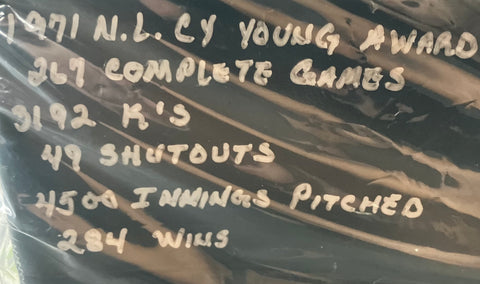 1971 N.L. CY YOUNG AWARD
267 COMPLETE GAMES
3192 K'S
49 SHUTOUTS
4500 INNINGS PITCHED
284 WINS